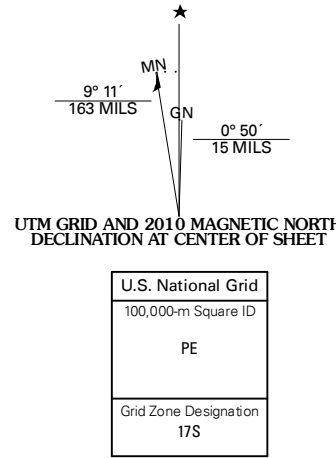 ★
MN
9° 11´
163 MILS
GN
0° 50´
15 MILS
UTM GRID AND 2010 MAGNETIC NORTH
DECLINATION AT CENTER OF SHEET
U.S. National Grid
100,000-m Square ID
PE
Grid Zone Designation
17S